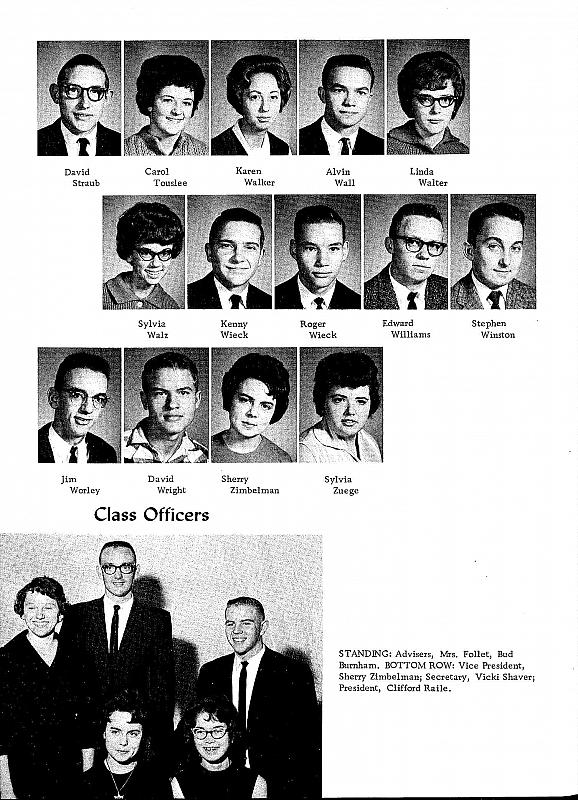 David Straub
Carol Touslee
Karen Walker
Alvin Wall
Linda Walter
Sylvia Walz
Kenny Wieck
Roger Wieck
Edward Williams
Stephen Winston
Jim Worley
David Wright
Sherry Zimbelman
Sylvia Zuege
Class Officers
STANDING: Advisers, Mrs. Follet, Bud
Burnham. BOTTOM ROW: Vice President,
Sherry Zimbelman; Secretary, Vicki Shaver;
President, Clifford Raile.